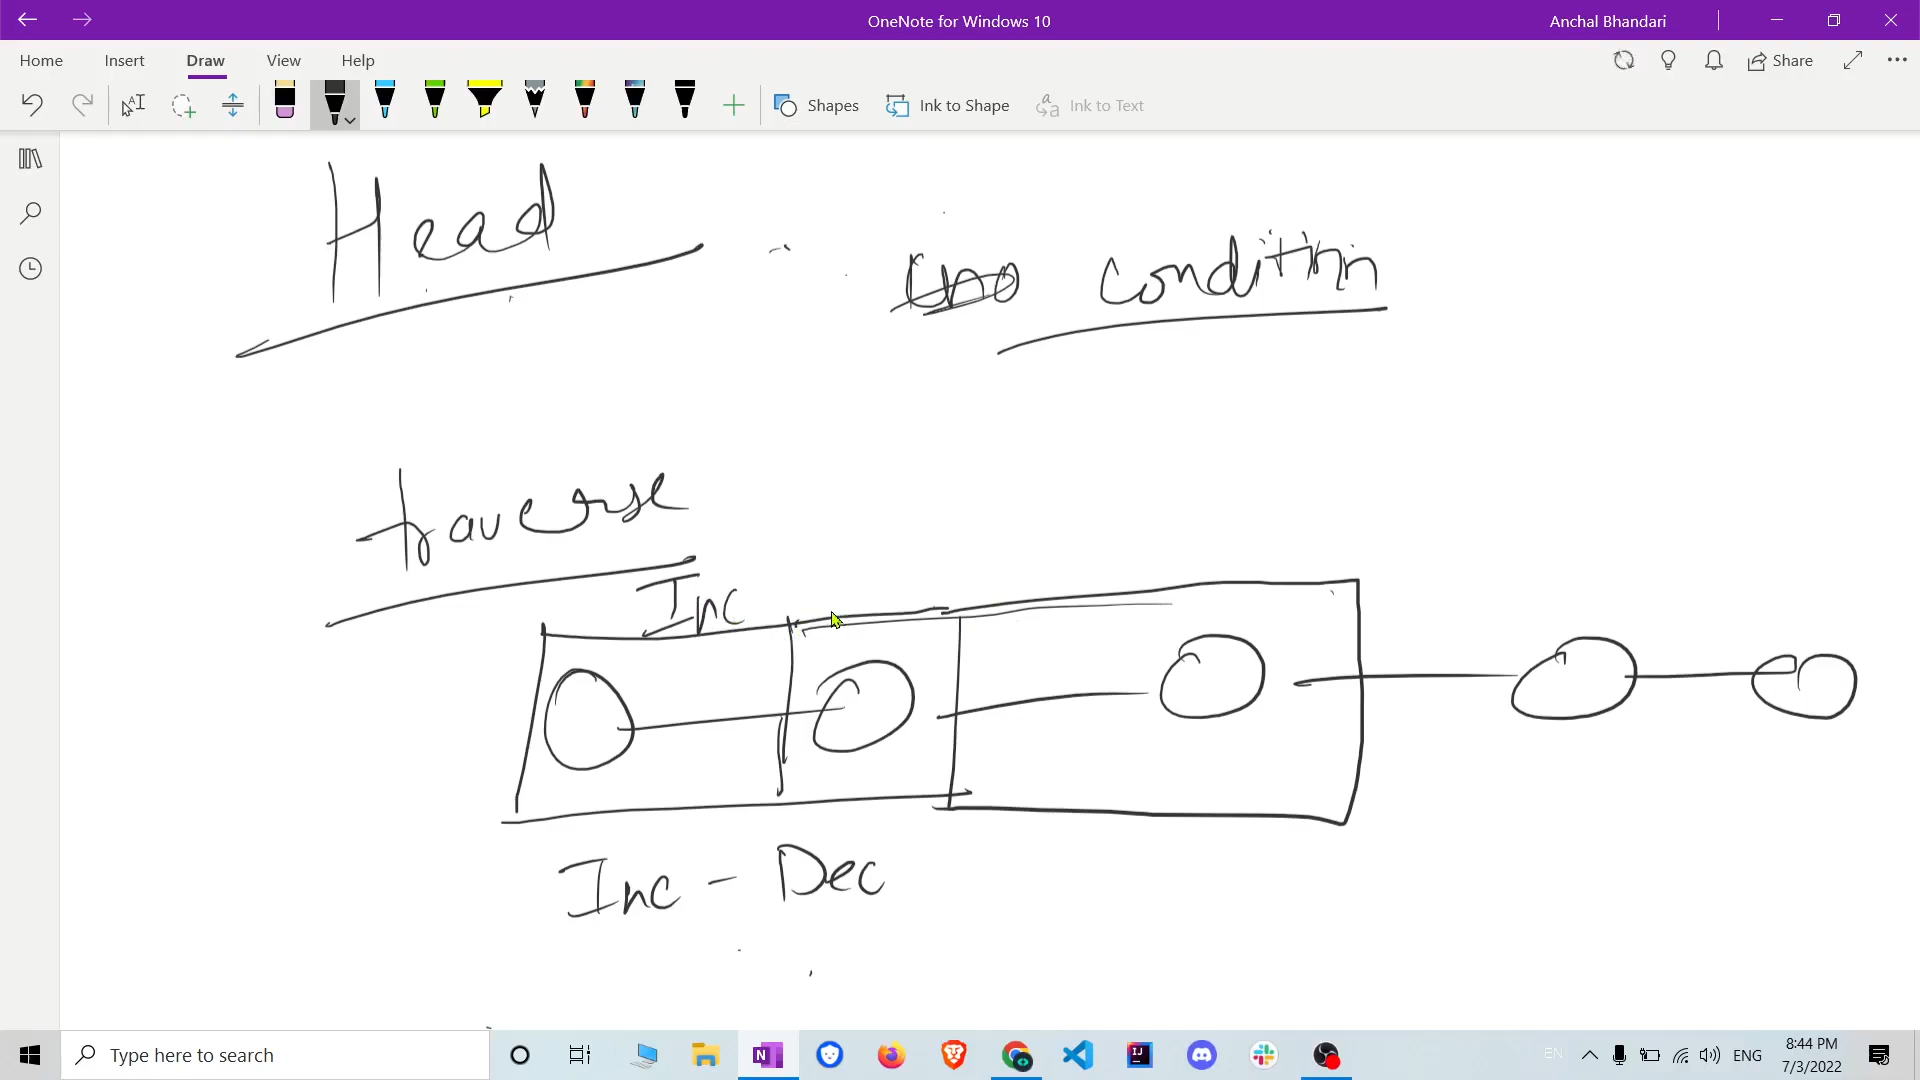 OneNote for Windows 10
Anchal Bhandari
Home Insert Draw View Help
Share
Shapes Ink to Shape Ink to Text
Head
condition
traverse
Inc
Inc - Dec
Type here to search
EN ENG
8:44 PM
7/3/2022